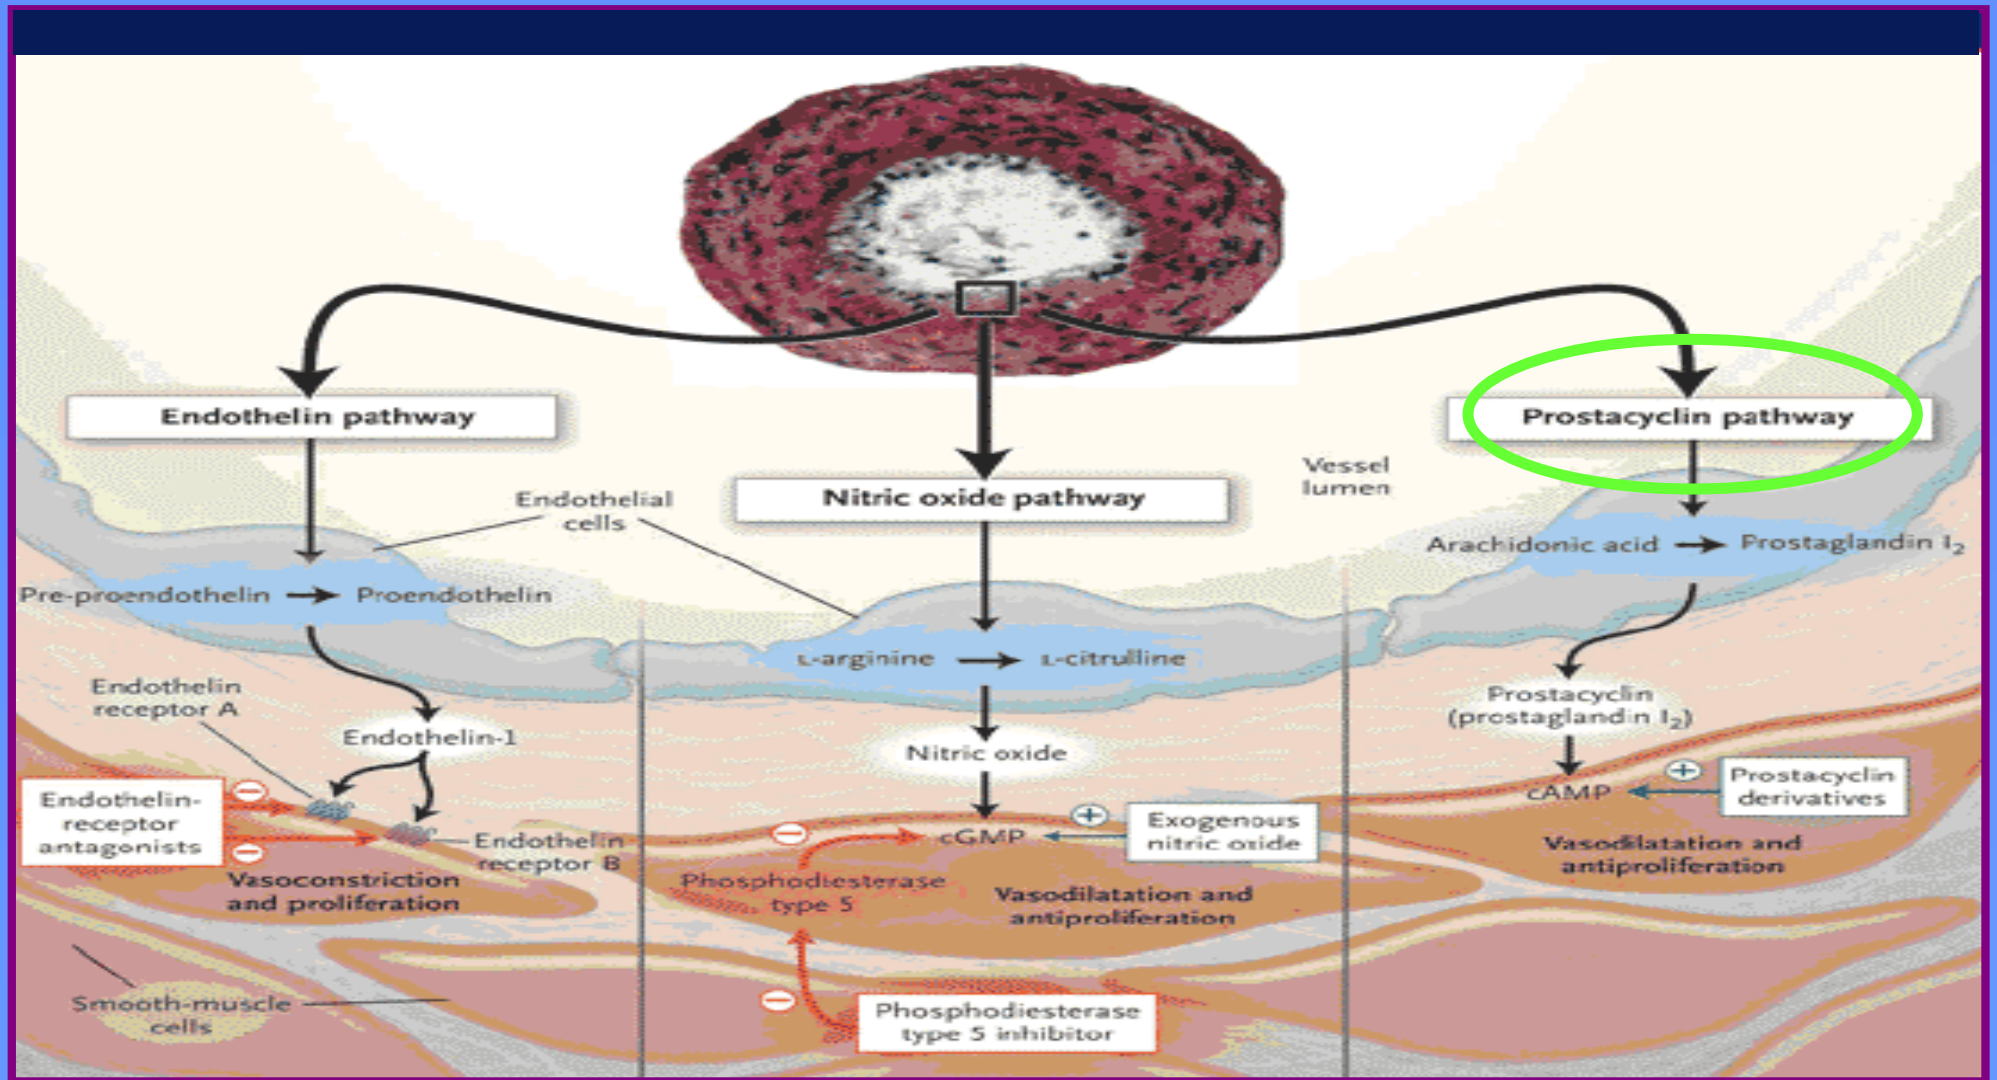 Endothelin pathway
Prostacyclin pathway
Nitric oxide pathway
Vessel
lumen
Endothelial
cells
Arachidonic acid → Prostaglandin I₂
Pre-proendothelin → Proendothelin
L-arginine → L-citrulline
Endothelin
receptor A
Endothelin-1
Nitric oxide
Prostacyclin
(prostaglandin I₂)
Endothelin-
receptor
antagonists
Endothelin
receptor B
Vasoconstriction
and proliferation
cGMP
Exogenous
nitric oxide
Phosphodiesterase
type 5
Vasodilatation and
antiproliferation
cAMP
Prostacyclin
derivatives
Vasodilatation and
antiproliferation
Smooth-muscle
cells
Phosphodiesterase
type 5 inhibitor